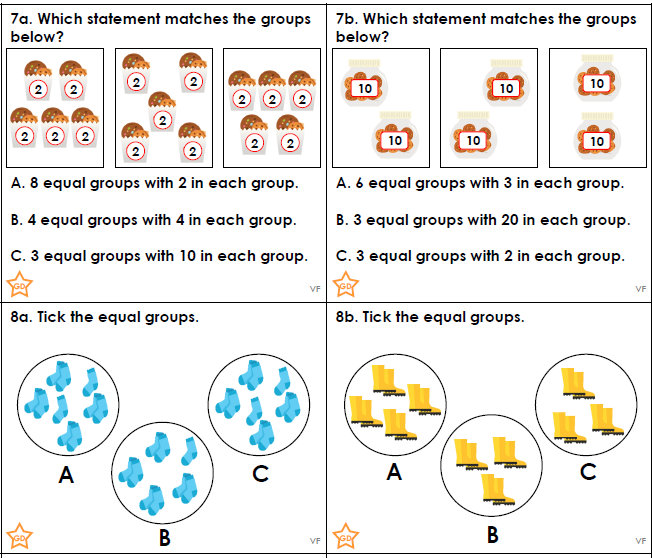 7a. Which statement matches the groups
below?
2 2
2 2 2
2 2
2
2 2
2 2 2
2 2
A. 8 equal groups with 2 in each group.
B. 4 equal groups with 4 in each group.
C. 3 equal groups with 10 in each group.
GD
VF
7b. Which statement matches the groups
below?
10
10
10
10
10
10
A. 6 equal groups with 3 in each group.
B. 3 equal groups with 20 in each group.
C. 3 equal groups with 2 in each group.
GD
VF
8a. Tick the equal groups.
A
B
C
GD
VF
8b. Tick the equal groups.
A
B
C
GD
VF